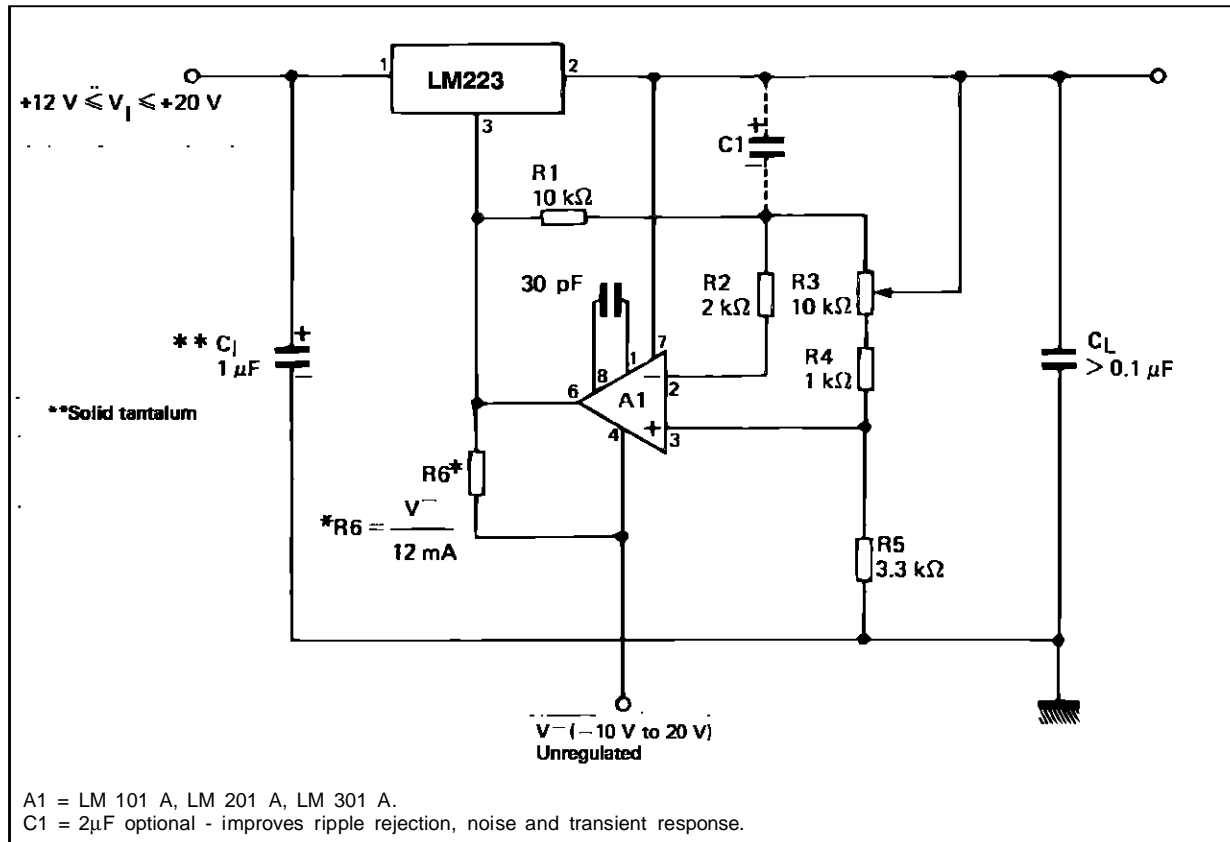 1
LM223
2
3
+12 V ≤ V_I ≤ +20 V
C1
+
−
R1
10 kΩ
30 pF
R2
2 kΩ
R3
10 kΩ
R4
1 kΩ
** C_I
1 µF
+
−
C_L
> 0.1 µF
7
1
8
−
2
6
A1
4
+
3
**Solid tantalum
R6*
*R6 = V⁻ / 12 mA
R5
3.3 kΩ
V⁻ (−10 V to 20 V)
Unregulated
A1 = LM 101 A, LM 201 A, LM 301 A.
C1 = 2µF optional - improves ripple rejection, noise and transient response.